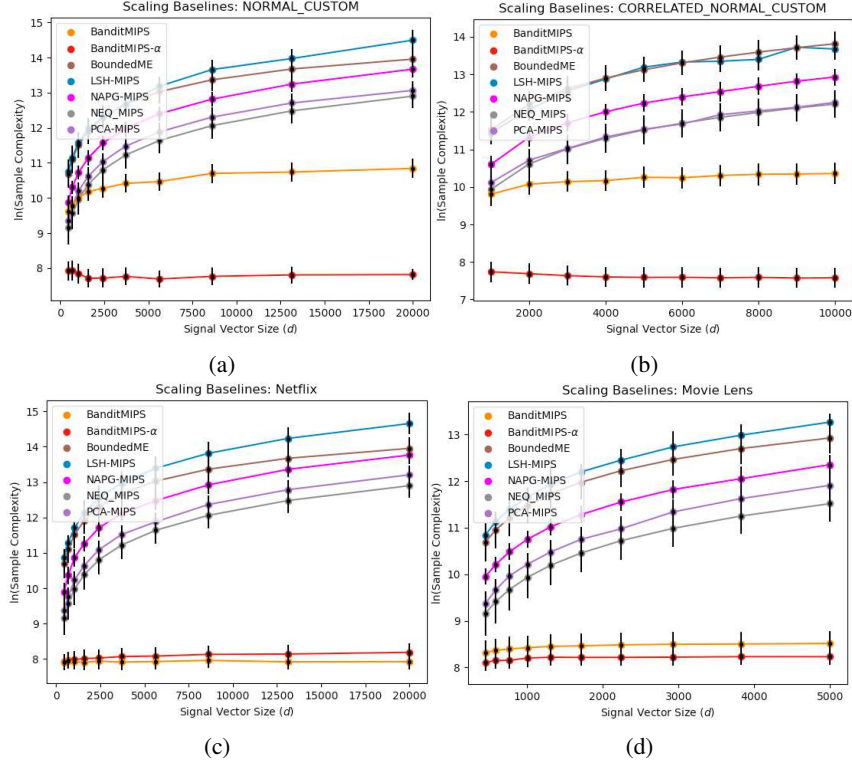 Scaling Baselines: NORMAL_CUSTOM
BanditMIPS
BanditMIPS-α
BoundedME
LSH-MIPS
NAPG-MIPS
NEQ_MIPS
PCA-MIPS
ln(Sample Complexity)
15
14
13
12
11
10
9
8
0 2500 5000 7500 10000 12500 15000 17500 20000
Signal Vector Size (d)
(a)
Scaling Baselines: CORRELATED_NORMAL_CUSTOM
BanditMIPS
BanditMIPS-α
BoundedME
LSH-MIPS
NAPG-MIPS
NEQ_MIPS
PCA-MIPS
ln(Sample Complexity)
14
13
12
11
10
9
8
7
2000 4000 6000 8000 10000
Signal Vector Size (d)
(b)
Scaling Baselines: Netflix
BanditMIPS
BanditMIPS-α
BoundedME
LSH-MIPS
NAPG-MIPS
NEQ_MIPS
PCA-MIPS
ln(Sample Complexity)
15
14
13
12
11
10
9
8
0 2500 5000 7500 10000 12500 15000 17500 20000
Signal Vector Size (d)
(c)
Scaling Baselines: Movie Lens
BanditMIPS
BanditMIPS-α
BoundedME
LSH-MIPS
NAPG-MIPS
NEQ_MIPS
PCA-MIPS
ln(Sample Complexity)
13
12
11
10
9
8
1000 2000 3000 4000 5000
Signal Vector Size (d)
(d)